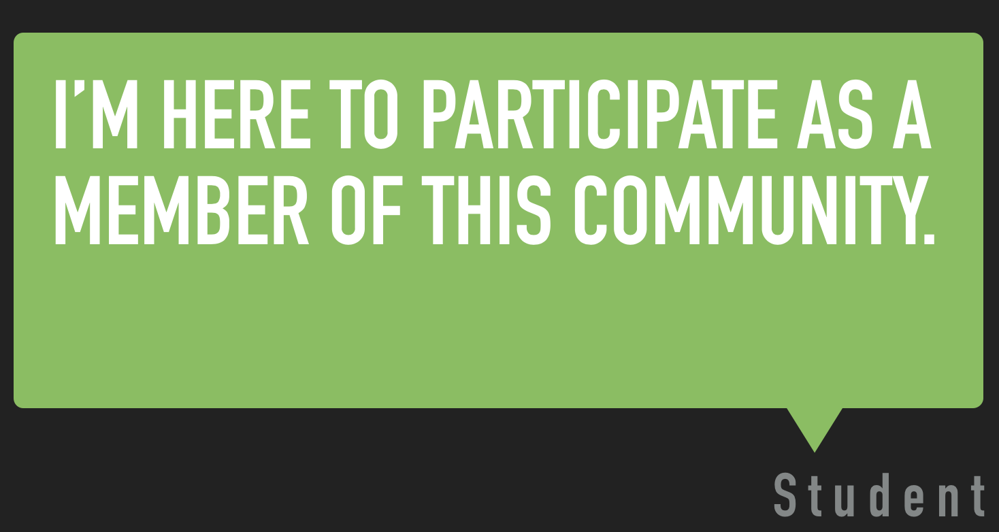 I’M HERE TO PARTICIPATE AS A
MEMBER OF THIS COMMUNITY.
Student